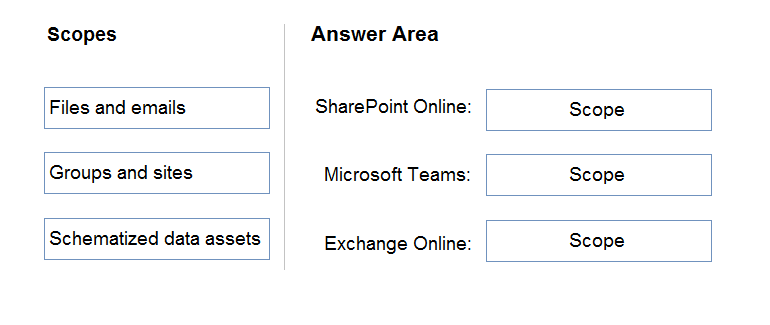 Scopes
Files and emails
Groups and sites
Schematized data assets
Answer Area
SharePoint Online: Scope
Microsoft Teams: Scope
Exchange Online: Scope